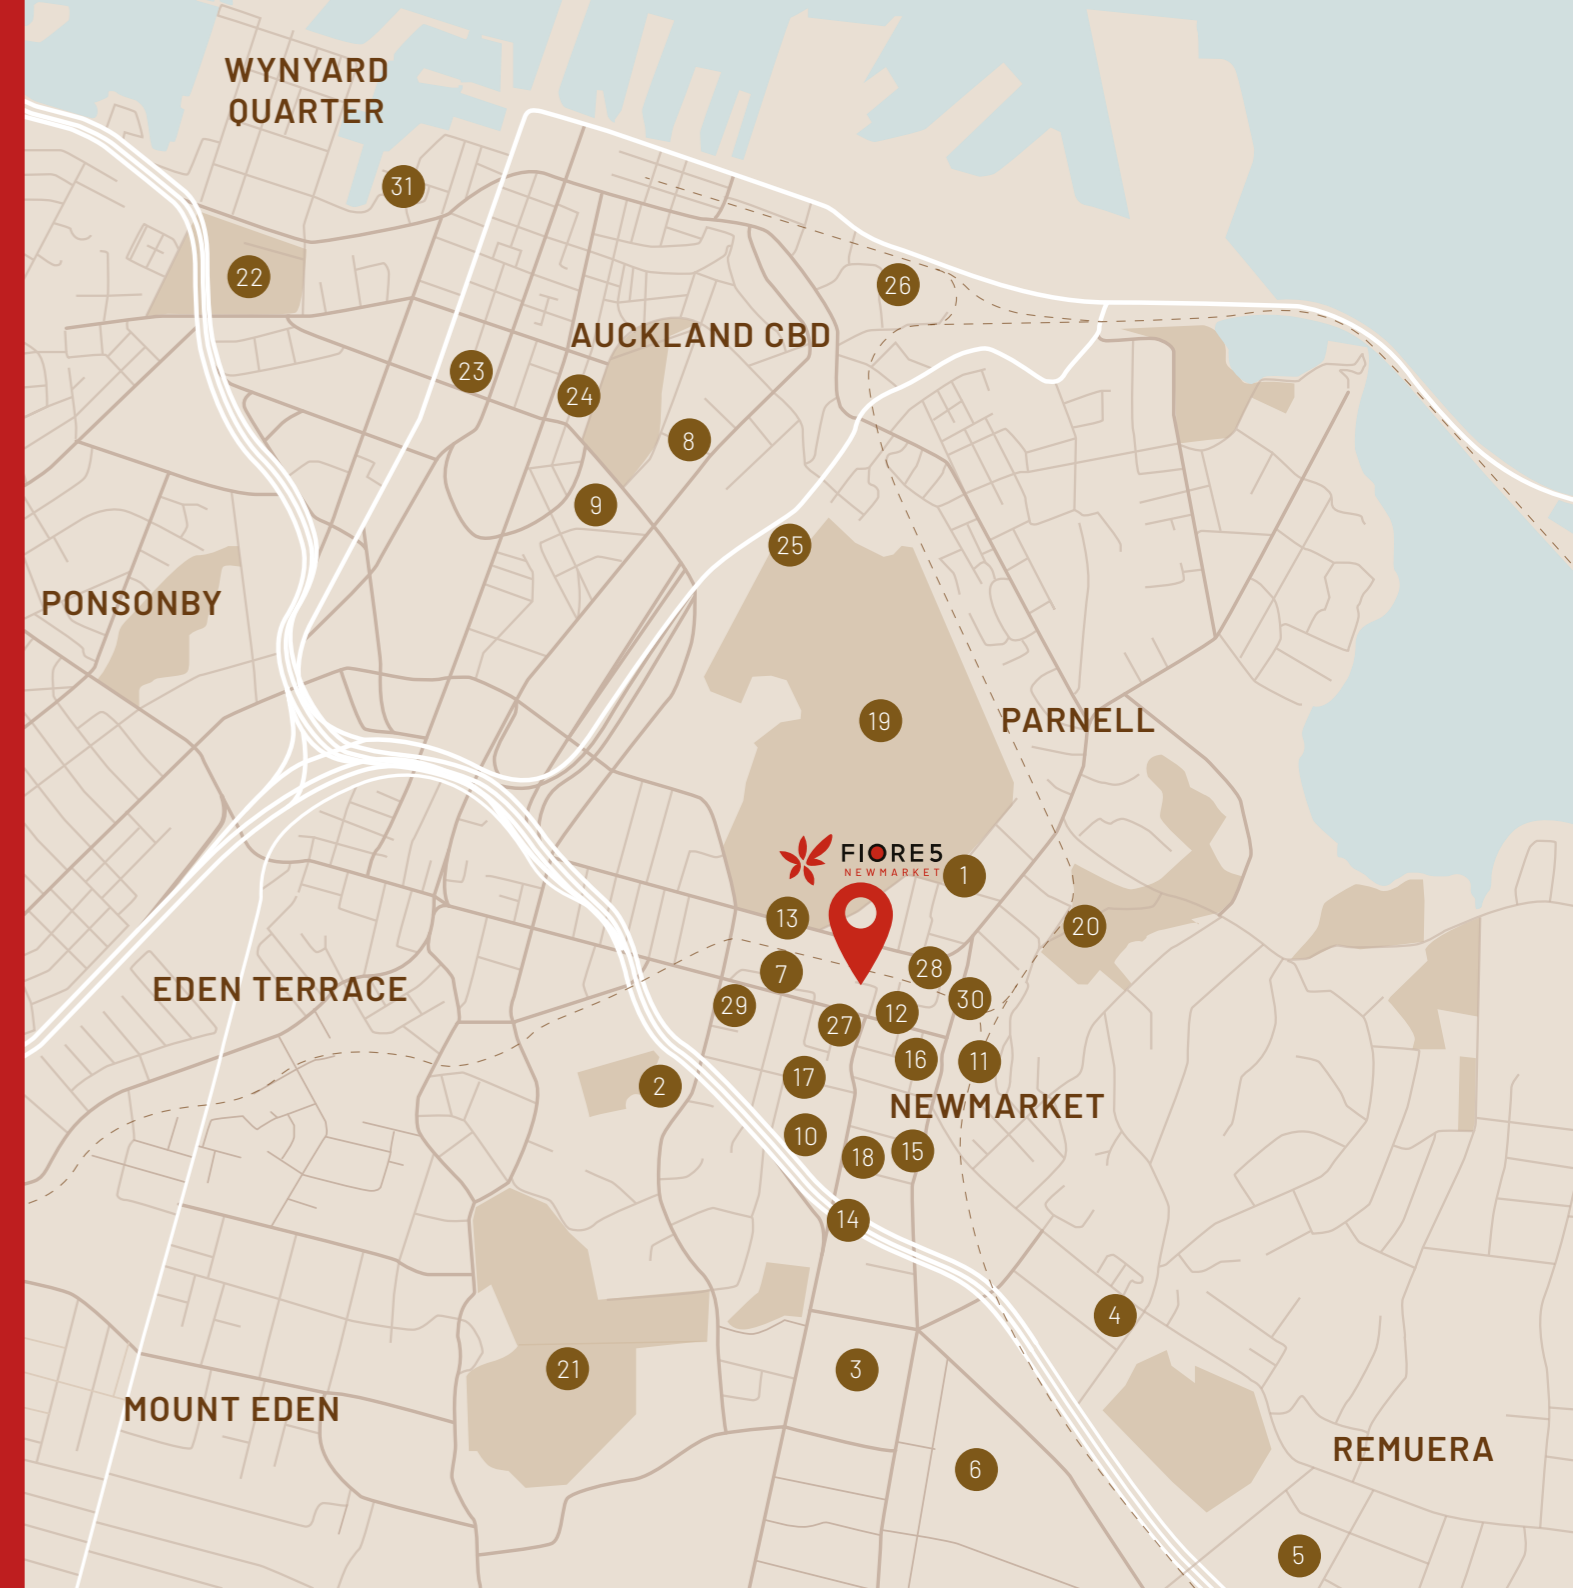 WYNYARD
QUARTER
31
22
26
AUCKLAND CBD
23
24
8
9
25
PONSONBY
19
PARNELL
FIORE5
NEWMARKET
1
13
20
28
7
EDEN TERRACE
30
29
12
27
16
11
17
2
NEWMARKET
10
15
18
14
4
21
3
MOUNT EDEN
REMUERA
6
5